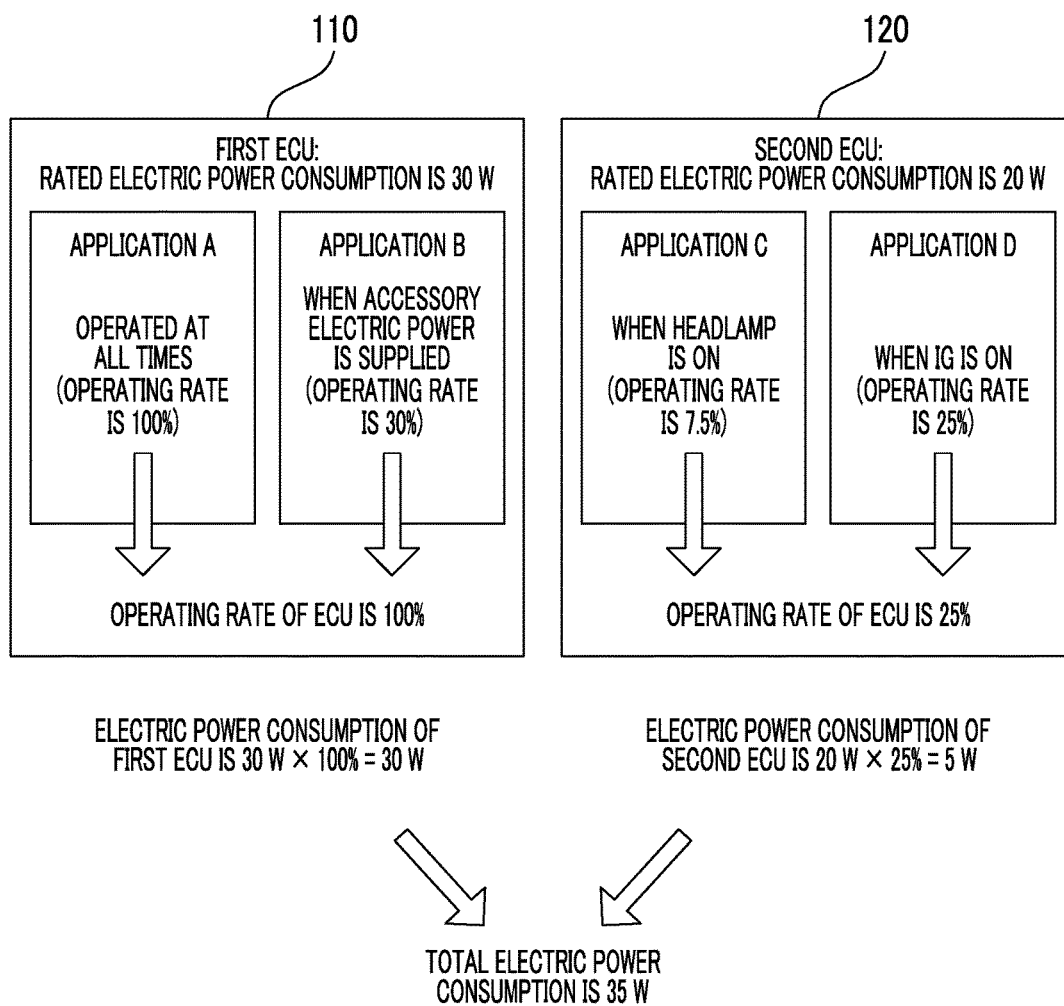 110
120
FIRST ECU:
RATED ELECTRIC POWER CONSUMPTION IS 30 W
APPLICATION A
OPERATED AT
ALL TIMES
(OPERATING RATE
IS 100%)
APPLICATION B
WHEN ACCESSORY
ELECTRIC POWER
IS SUPPLIED
(OPERATING RATE
IS 30%)
OPERATING RATE OF ECU IS 100%
SECOND ECU:
RATED ELECTRIC POWER CONSUMPTION IS 20 W
APPLICATION C
WHEN HEADLAMP
IS ON
(OPERATING RATE
IS 7.5%)
APPLICATION D
WHEN IG IS ON
(OPERATING RATE
IS 25%)
OPERATING RATE OF ECU IS 25%
ELECTRIC POWER CONSUMPTION OF
FIRST ECU IS 30 W × 100% = 30 W
ELECTRIC POWER CONSUMPTION OF
SECOND ECU IS 20 W × 25% = 5 W
TOTAL ELECTRIC POWER
CONSUMPTION IS 35 W